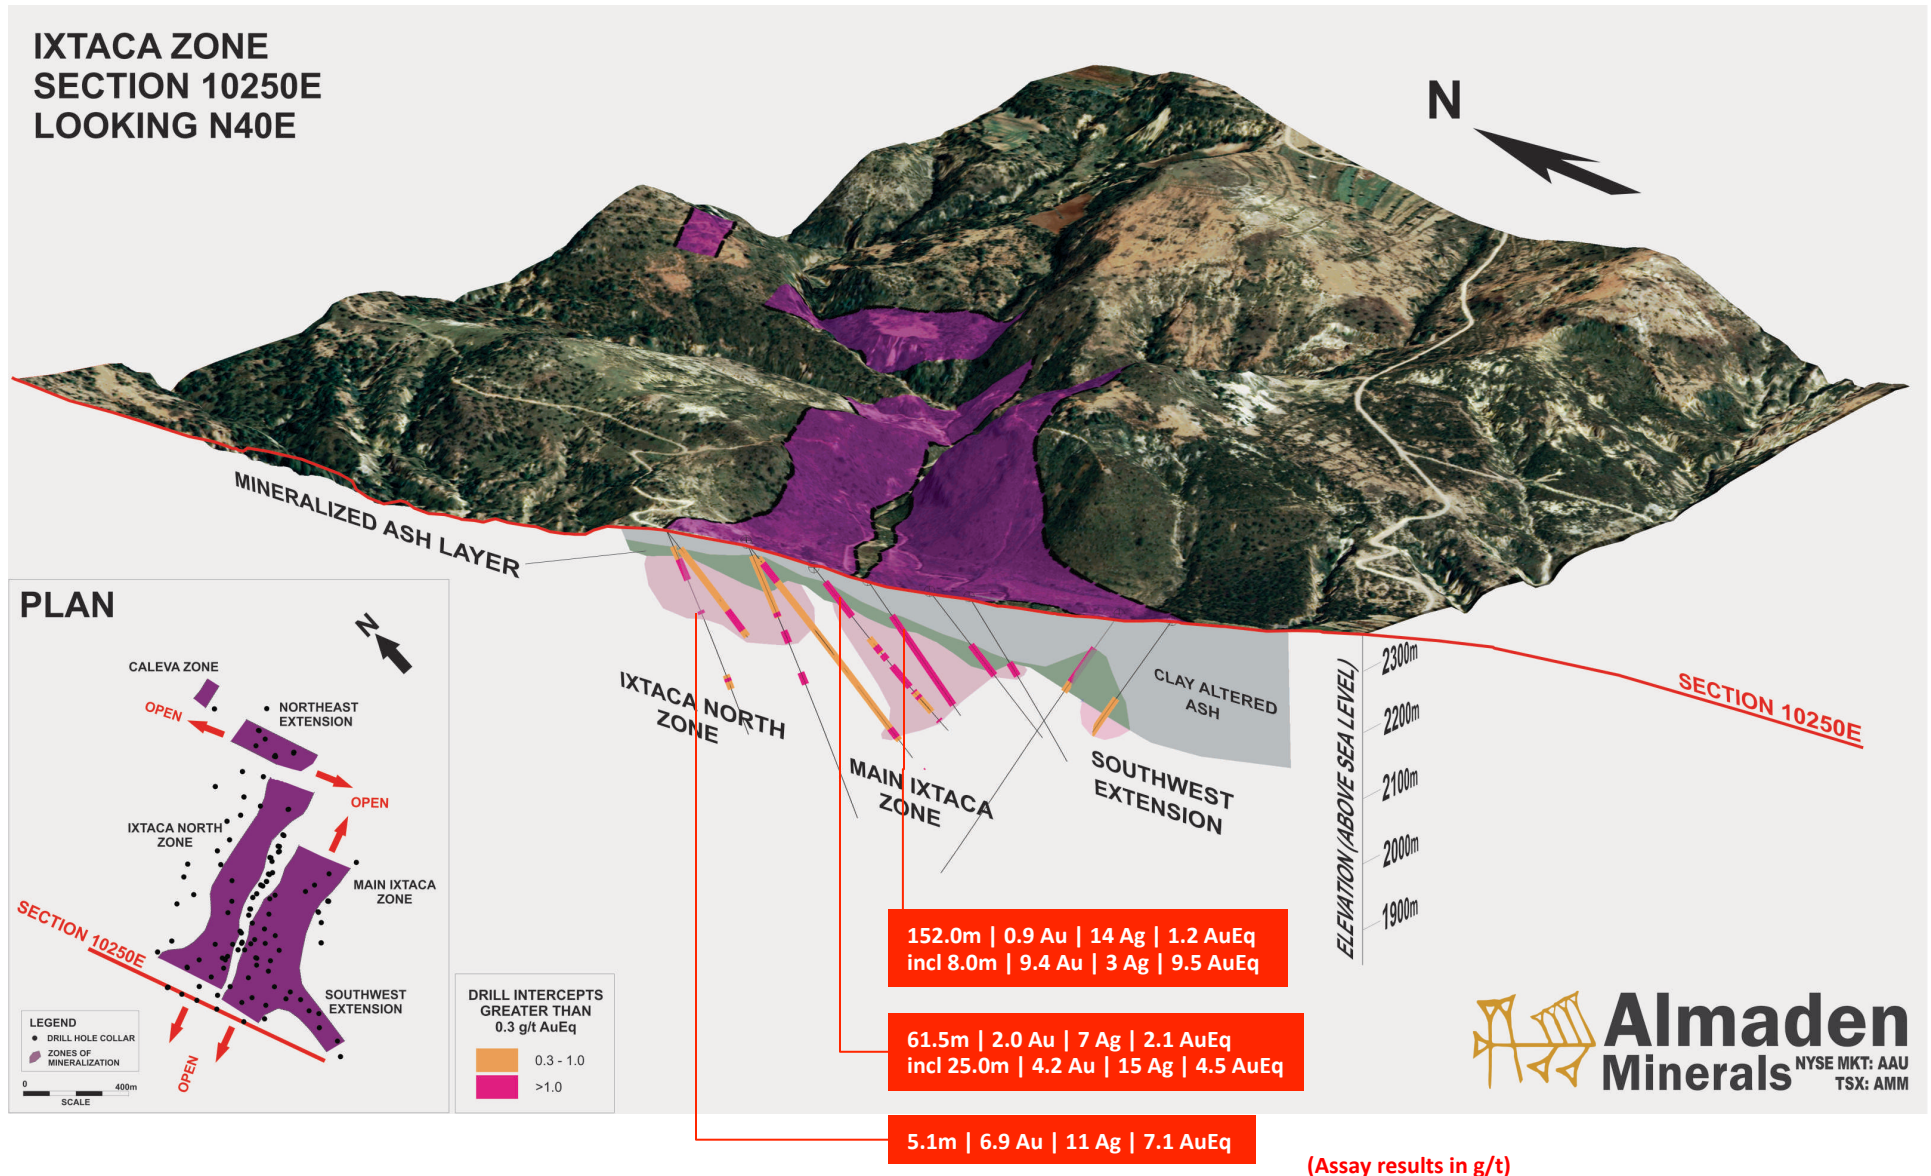 IXTACA ZONE
SECTION 10250E
LOOKING N40E
N
MINERALIZED ASH LAYER
IXTACA NORTH
ZONE
MAIN IXTACA
ZONE
SOUTHWEST
EXTENSION
CLAY ALTERED
ASH
SECTION 10250E
ELEVATION (ABOVE SEA LEVEL)
2300m
2200m
2100m
2000m
1900m
PLAN
N
CALEVA ZONE
OPEN
NORTHEAST
EXTENSION
OPEN
IXTACA NORTH
ZONE
MAIN IXTACA
ZONE
SECTION 10250E
SOUTHWEST
EXTENSION
OPEN
LEGEND
DRILL HOLE COLLAR
ZONES OF
MINERALIZATION
0 400m
SCALE
DRILL INTERCEPTS
GREATER THAN
0.3 g/t AuEq
0.3 - 1.0
>1.0
152.0m | 0.9 Au | 14 Ag | 1.2 AuEq
incl 8.0m | 9.4 Au | 3 Ag | 9.5 AuEq
61.5m | 2.0 Au | 7 Ag | 2.1 AuEq
incl 25.0m | 4.2 Au | 15 Ag | 4.5 AuEq
5.1m | 6.9 Au | 11 Ag | 7.1 AuEq
(Assay results in g/t)
Almaden
Minerals
NYSE MKT: AAU
TSX: AMM